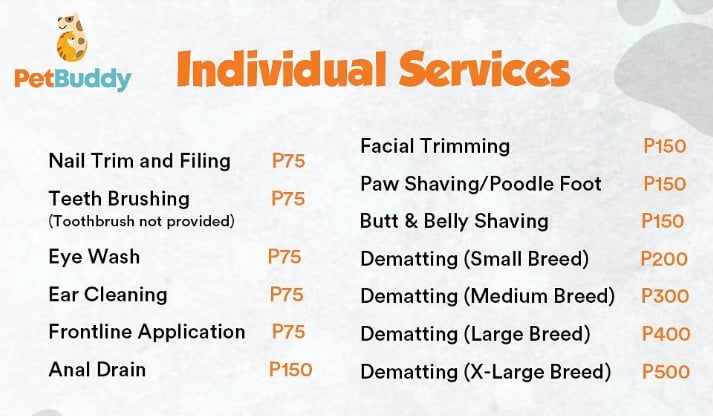 PetBuddy
Individual Services
Nail Trim and Filing P75
Teeth Brushing P75
(Toothbrush not provided)
Eye Wash P75
Ear Cleaning P75
Frontline Application P75
Anal Drain P150
Facial Trimming P150
Paw Shaving/Poodle Foot P150
Butt & Belly Shaving P150
Dematting (Small Breed) P200
Dematting (Medium Breed) P300
Dematting (Large Breed) P400
Dematting (X-Large Breed) P500